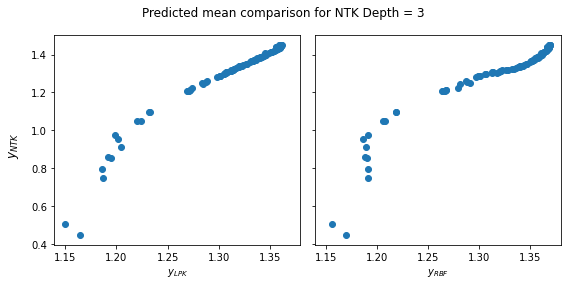 Predicted mean comparison for NTK Depth = 3
y_NTK
1.4
1.2
1.0
0.8
0.6
0.4
1.15 1.20 1.25 1.30 1.35
1.15 1.20 1.25 1.30 1.35
y_LPK
y_RBF